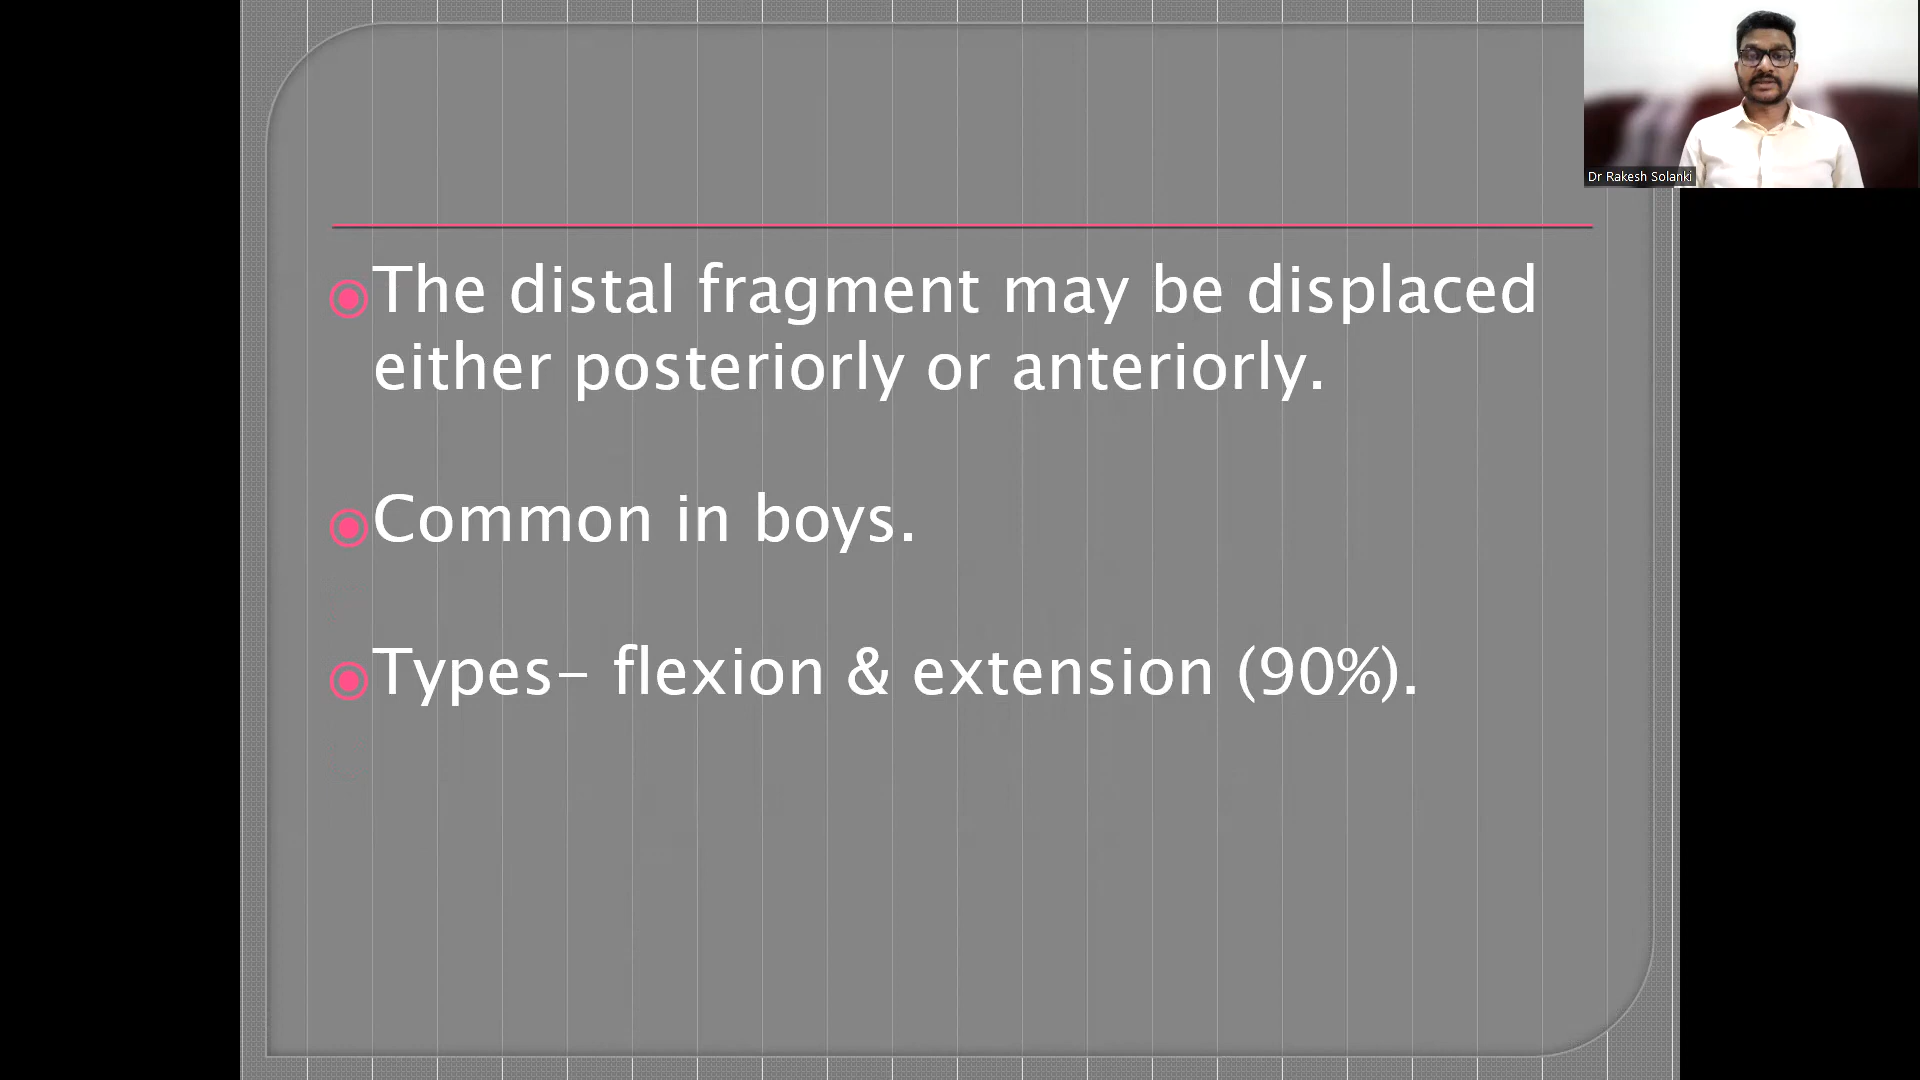 Dr Rakesh Solanki
The distal fragment may be displaced
either posteriorly or anteriorly.
Common in boys.
Types- flexion & extension (90%).